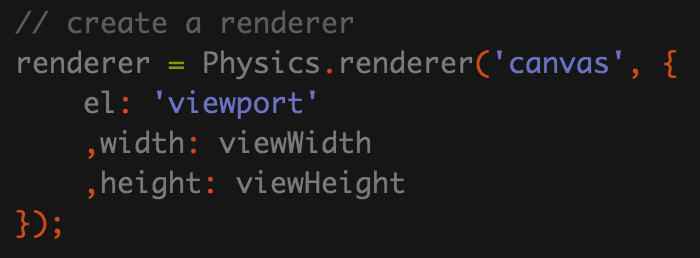 // create a renderer
renderer = Physics.renderer('canvas', {
    el: 'viewport'
    ,width: viewWidth
    ,height: viewHeight
});